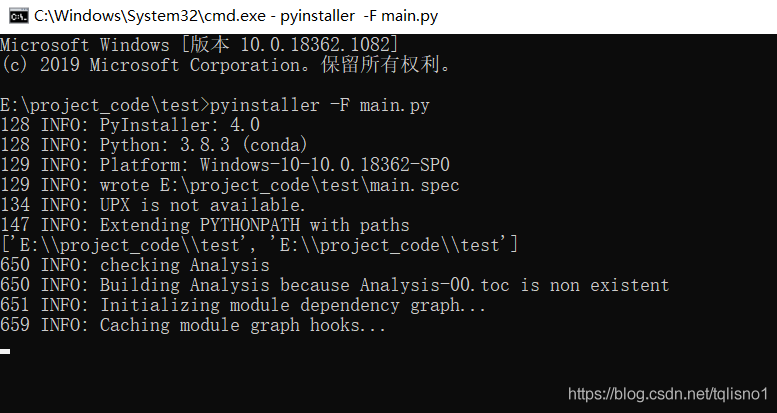 C:\Windows\System32\cmd.exe - pyinstaller  -F main.py
Microsoft Windows [版本 10.0.18362.1082]
(c) 2019 Microsoft Corporation。保留所有权利。
E:\project_code\test>pyinstaller -F main.py
128 INFO: PyInstaller: 4.0
128 INFO: Python: 3.8.3 (conda)
129 INFO: Platform: Windows-10-10.0.18362-SP0
129 INFO: wrote E:\project_code\test\main.spec
134 INFO: UPX is not available.
147 INFO: Extending PYTHONPATH with paths
['E:\\project_code\\test', 'E:\\project_code\\test']
650 INFO: checking Analysis
650 INFO: Building Analysis because Analysis-00.toc is non existent
651 INFO: Initializing module dependency graph...
659 INFO: Caching module graph hooks...
https://blog.csdn.net/tqlisno1